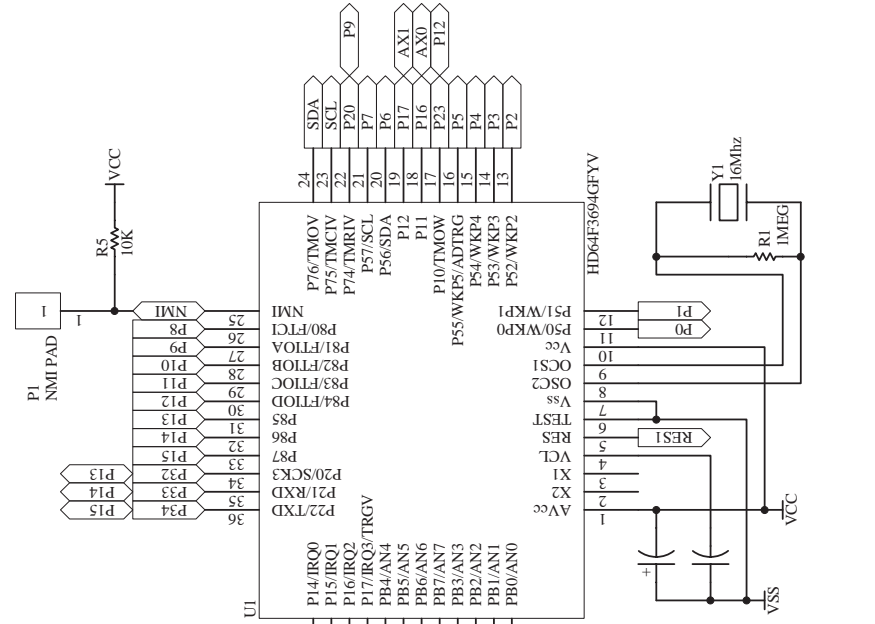 P9
AX1
AX0
P12
SDA
SCL
P20
P7
P6
P17
P16
P23
P5
P4
P3
P2
24
23
22
21
20
19
18
17
16
15
14
13
P76/TMOV
P75/TMCIV
P74/TMRIV
P57/SCL
P56/SDA
P12
P11
P10/TMOW
P55/WKP5/ADTRG
P54/WKP4
P53/WKP3
P52/WKP2
HD64F3694GFYV
Y1
16Mhz
R1
1MEG
VCC
R5
10K
1
1
P1
NMI PAD
NMI
25
NMI
P8
26
P80/FTCI
P9
27
P81/FTIOA
P10
28
P82/FTIOB
P11
29
P83/FTIOC
P12
30
P84/FTIOD
P13
31
P85
P14
32
P86
P15
33
P87
P13
P32
34
P20/SCK3
P14
P33
35
P21/RXD
P15
P34
36
P22/TXD
P51/WKP1
12
P1
P50/WKP0
11
P0
Vcc
10
OCS1
9
OSC2
8
Vss
7
TEST
6
RES
5
RES1
VCL
4
X1
3
X2
2
AVcc
1
VCC
+
VSS
U1
P14/IRQ0
P15/IRQ1
P16/IRQ2
P17/IRQ3/TRGV
PB4/AN4
PB5/AN5
PB6/AN6
PB7/AN7
PB3/AN3
PB2/AN2
PB1/AN1
PB0/AN0